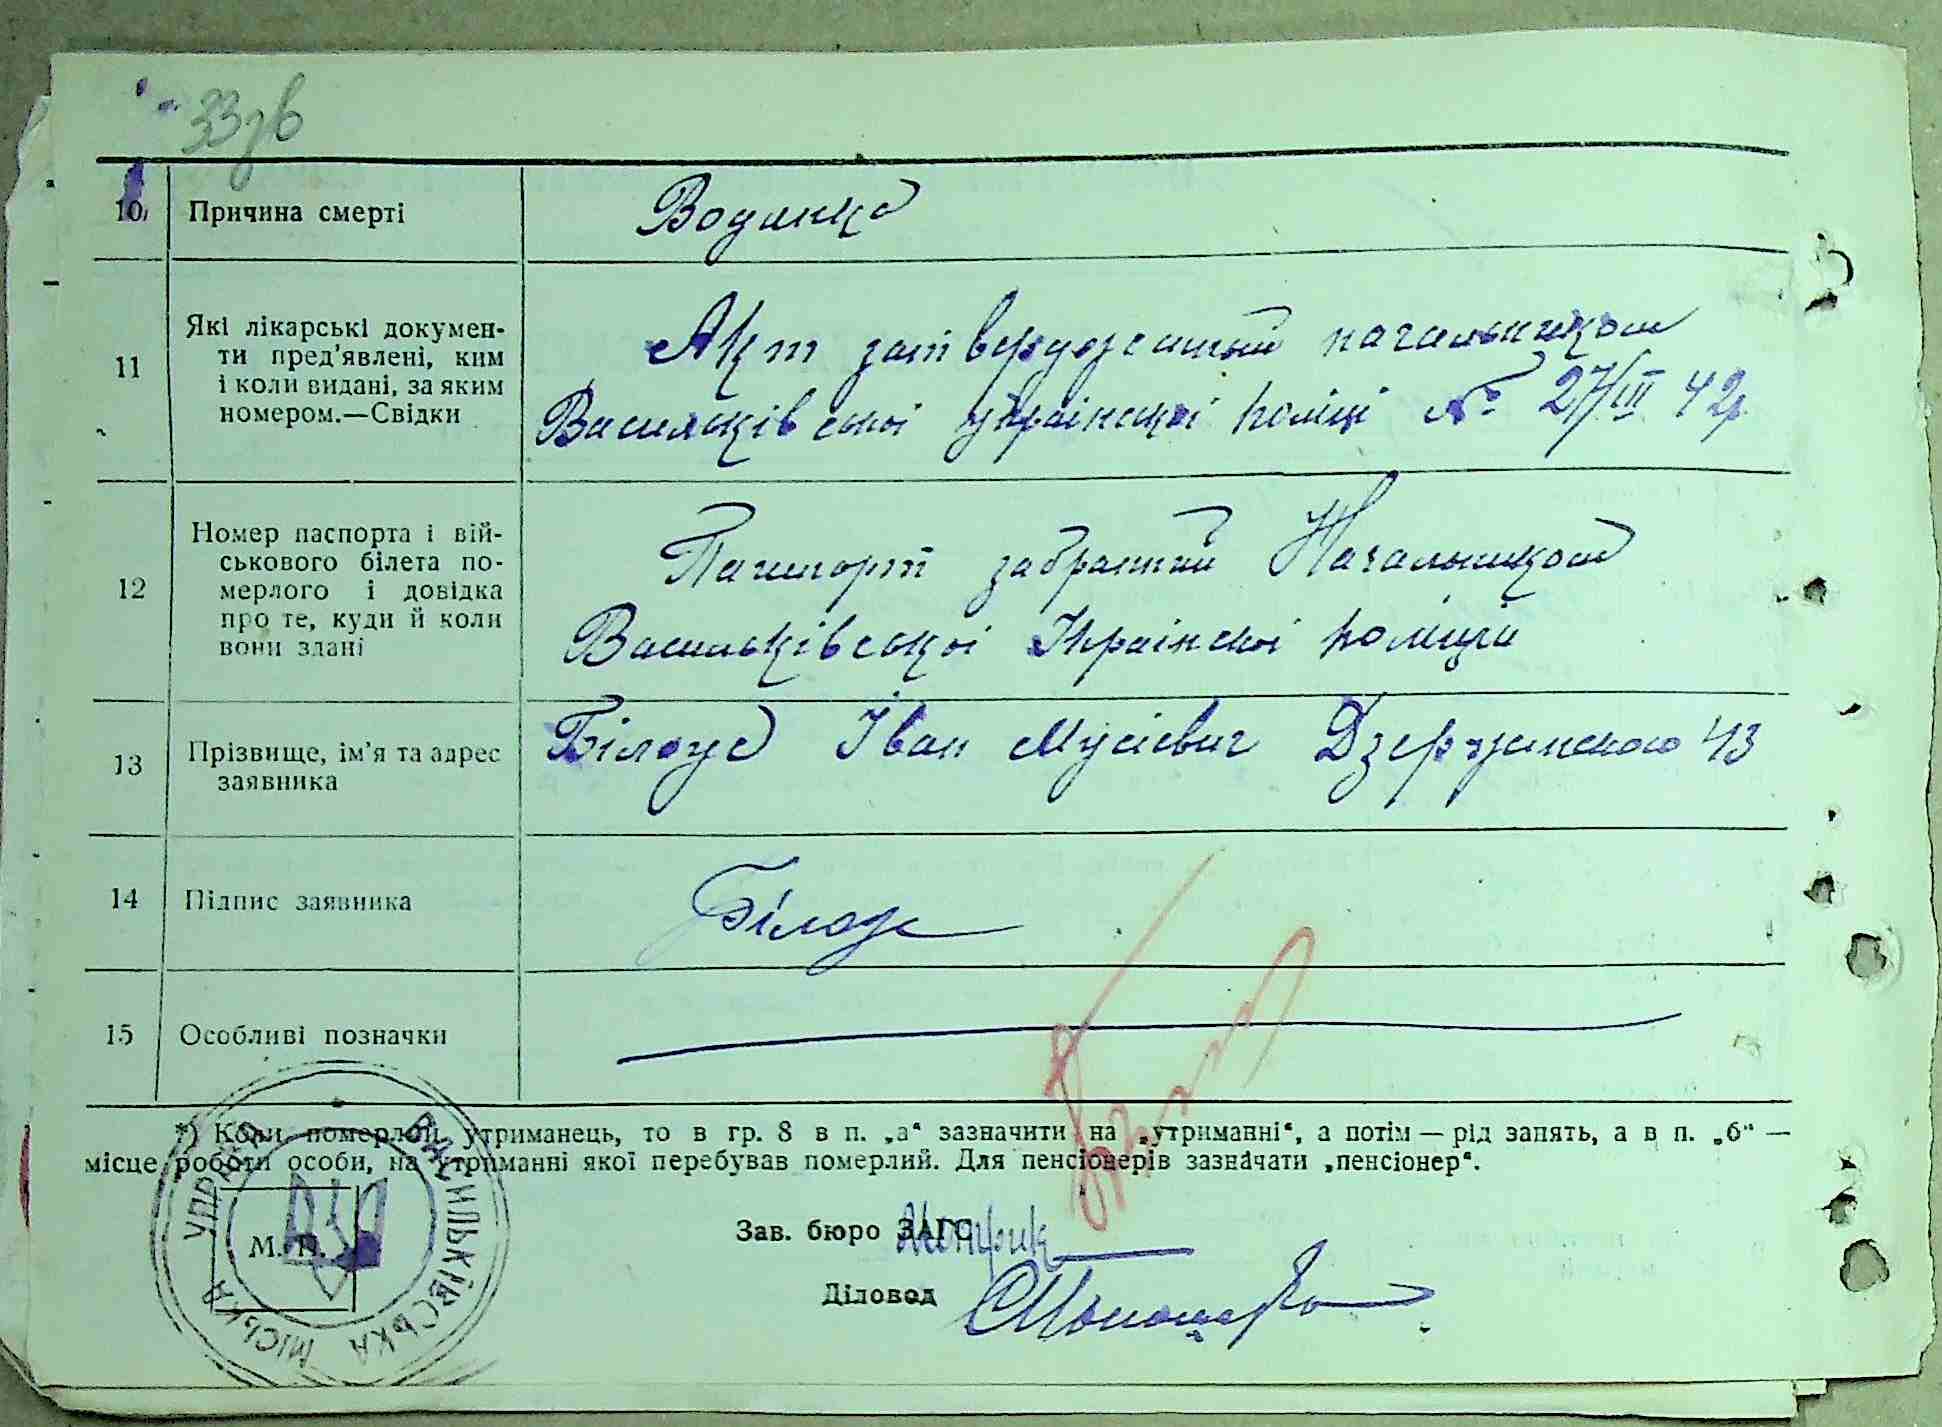 33зв
10 Причина смерті Водянка
11 Які лікарські докумен-
ти пред'явлені, ким
і коли видані, за яким
номером.—Свідки
Акт затверджений начальником
Васильківської української поліції № 27/III 42р
12 Номер паспорта і вій-
ськового білета по-
мерлого і довідка
про те, куди й коли
вони здані
Пашпорт забраний Начальником
Васильківської Української поліції
13 Прізвище, ім'я та адрес
заявника
Білоус Іван Мусієвич Дзержинського 43
14 Підпис заявника Білоус
15 Особливі позначки
*) Коли померлий утриманець, то в гр. 8 в п. „а“ зазначити на „утриманні“, а потім — рід занять, а в п. „б“ —
місце роботи особи, на утриманні якої перебував померлий. Для пенсіонерів зазначати „пенсіонер“.
ВАСИЛЬКІВСЬКА МІСЬКА УПРАВА
М. П.
Зав. бюро ЗАГС
Діловод